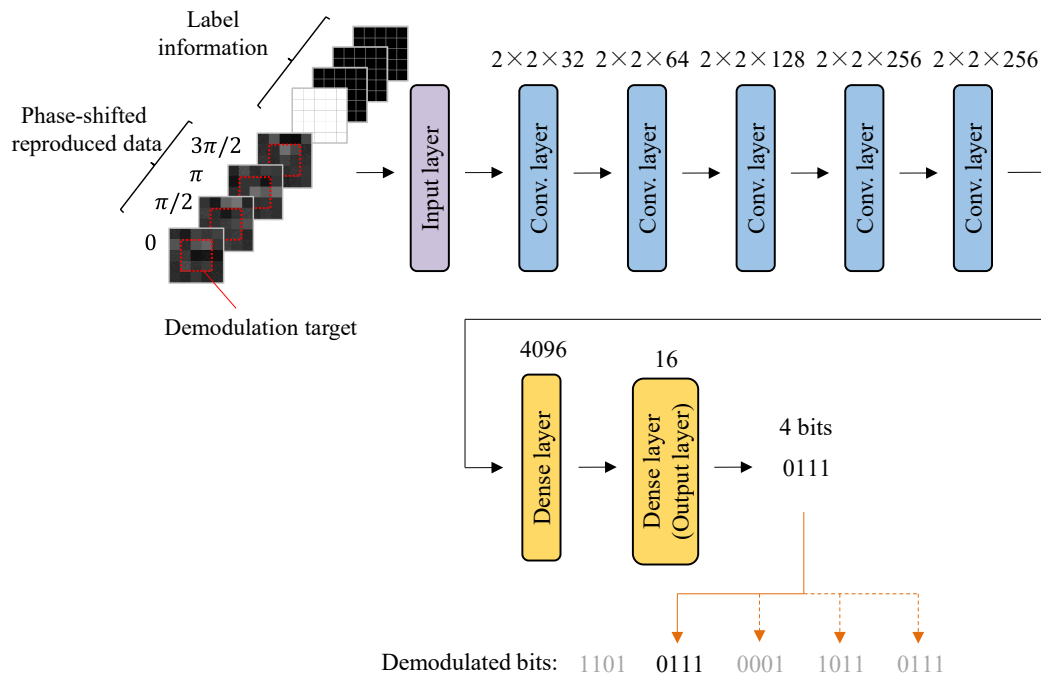 Label
information
Phase-shifted
reproduced data
3π/2
π
π/2
0
Demodulation target
Input layer
2×2×32
Conv. layer
2×2×64
Conv. layer
2×2×128
Conv. layer
2×2×256
Conv. layer
2×2×256
Conv. layer
4096
Dense layer
16
Dense layer
(Output layer)
4 bits
0111
Demodulated bits: 1101 0111 0001 1011 0111